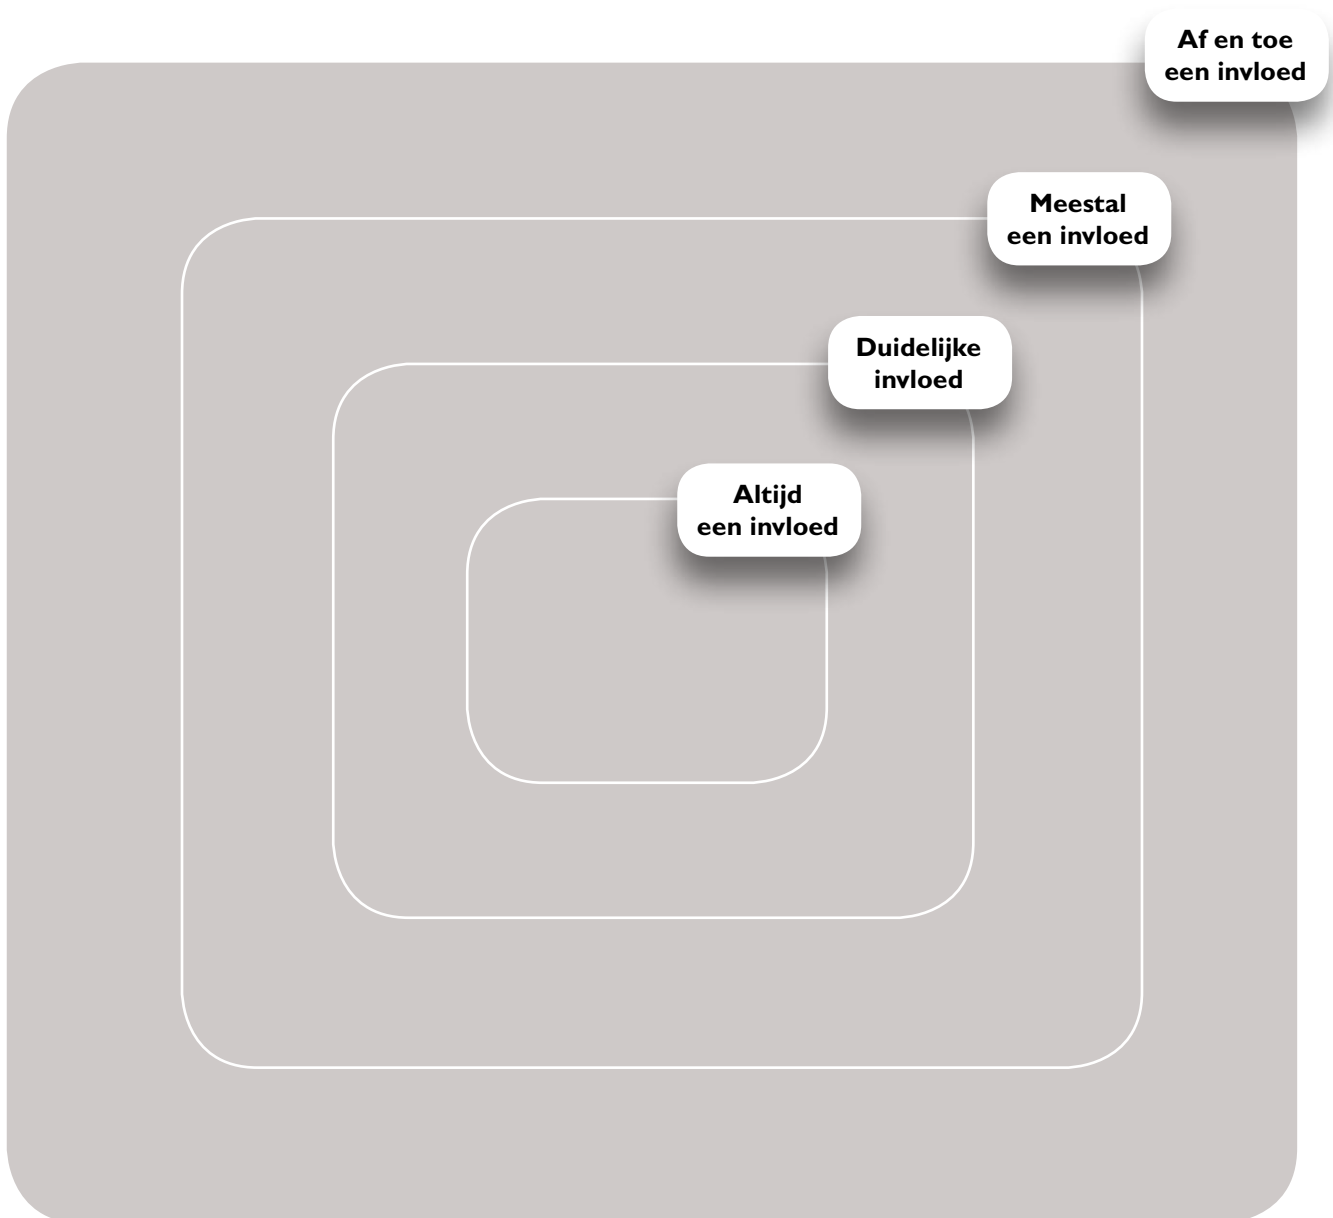 Af en toe
een invloed
Meestal
een invloed
Duidelijke
invloed
Altijd
een invloed